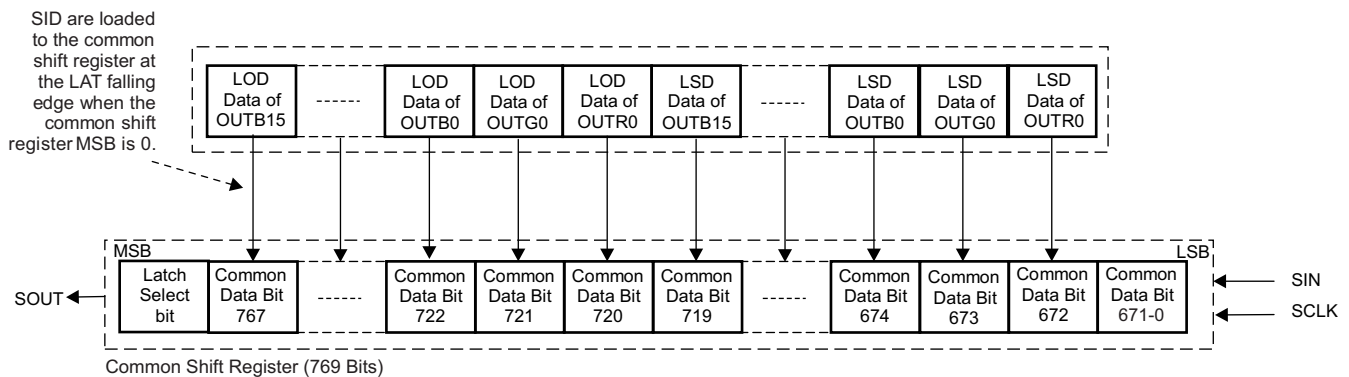 SID are loaded
to the common
shift register at
the LAT falling
edge when the
common shift
register MSB is 0.
LOD
Data of
OUTB15
LOD
Data of
OUTB0
LOD
Data of
OUTG0
LOD
Data of
OUTR0
LSD
Data of
OUTB15
LSD
Data of
OUTB0
LSD
Data of
OUTG0
LSD
Data of
OUTR0
MSB
LSB
Latch
Select
bit
Common
Data Bit
767
Common
Data Bit
722
Common
Data Bit
721
Common
Data Bit
720
Common
Data Bit
719
Common
Data Bit
674
Common
Data Bit
673
Common
Data Bit
672
Common
Data Bit
671-0
SOUT
SIN
SCLK
Common Shift Register (769 Bits)